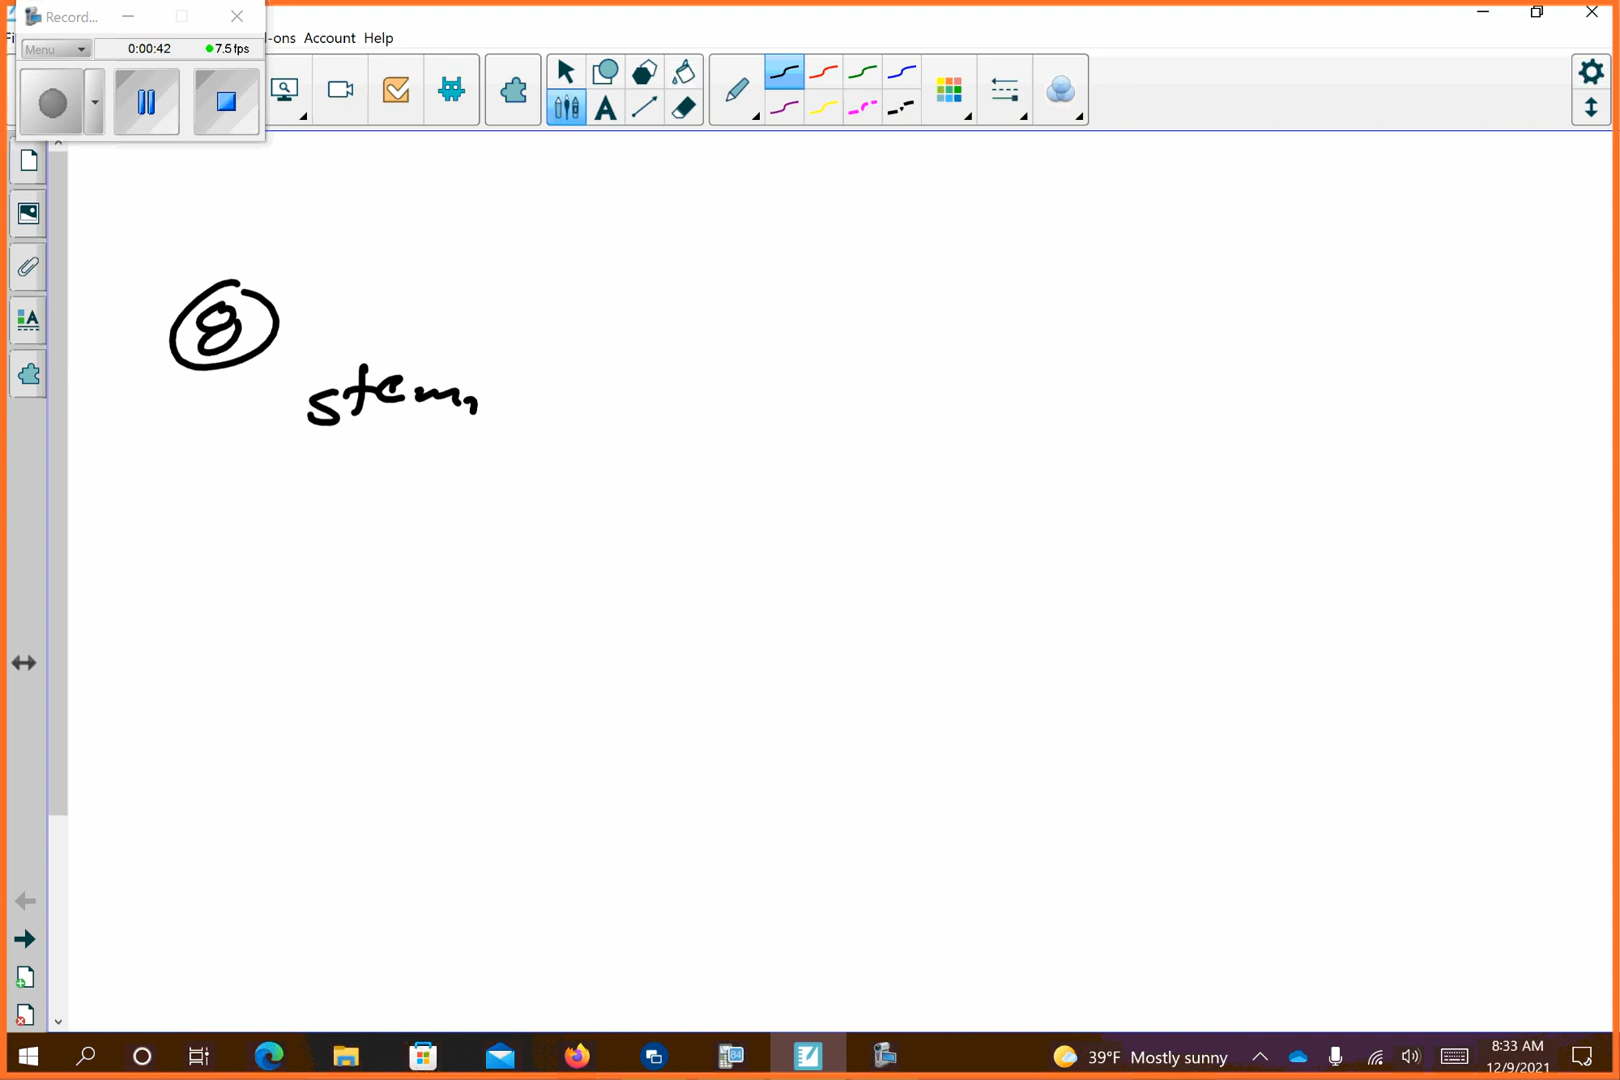 Record...
Menu 0:00:42 7.5 fps
-ons Account Help
8
stem,
39°F Mostly sunny
8:33 AM
12/9/2021